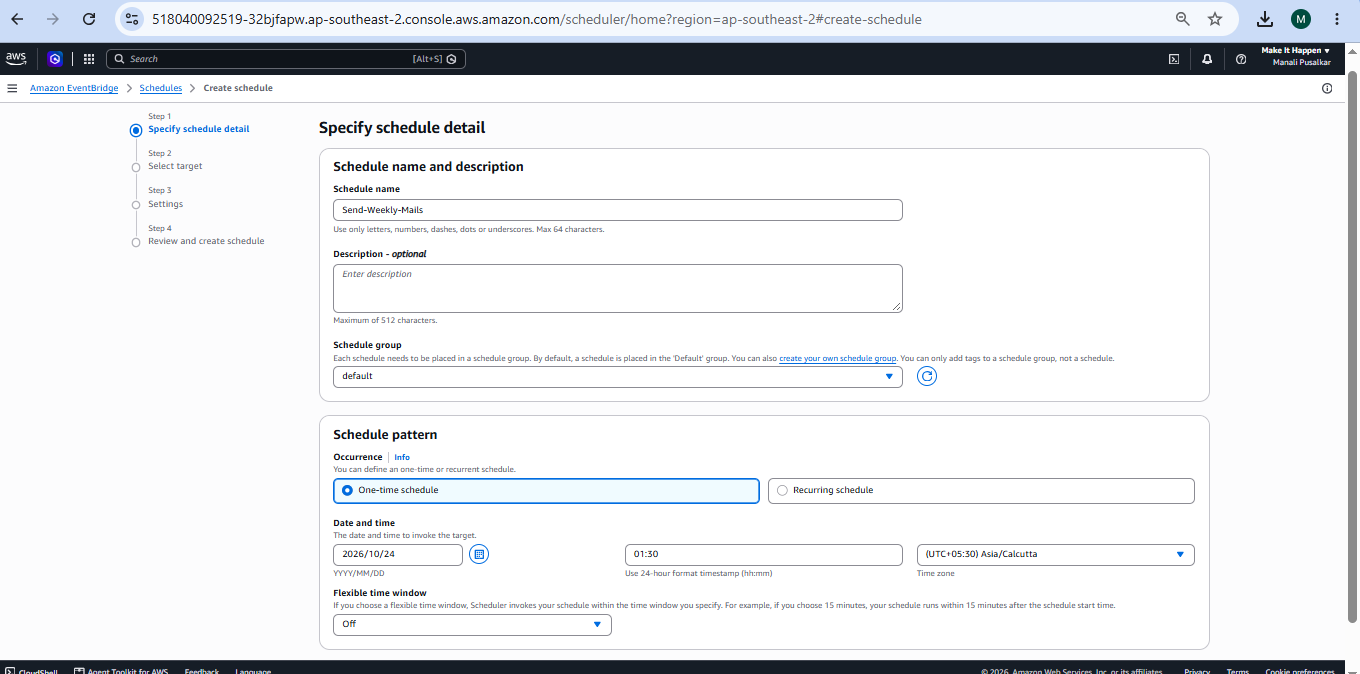 518040092519-32bjfapw.ap-southeast-2.console.aws.amazon.com/scheduler/home?region=ap-southeast-2#create-schedule
M
aws
Search
[Alt+S]
Make It Happen ▼
Manali Pusalkar
Amazon EventBridge > Schedules > Create schedule
Step 1
Specify schedule detail
Step 2
Select target
Step 3
Settings
Step 4
Review and create schedule
Specify schedule detail
Schedule name and description
Schedule name
Send-Weekly-Mails
Use only letters, numbers, dashes, dots or underscores. Max 64 characters.
Description - optional
Enter description
Maximum of 512 characters.
Schedule group
Each schedule needs to be placed in a schedule group. By default, a schedule is placed in the 'Default' group. You can also create your own schedule group. You can only add tags to a schedule group, not a schedule.
default
Schedule pattern
Occurrence Info
You can define an one-time or recurrent schedule.
One-time schedule
Recurring schedule
Date and time
The date and time to invoke the target.
2026/10/24
01:30
(UTC+05:30) Asia/Calcutta
YYYY/MM/DD
Use 24-hour format timestamp (hh:mm)
Time zone
Flexible time window
If you choose a flexible time window, Scheduler invokes your schedule within the time window you specify. For example, if you choose 15 minutes, your schedule runs within 15 minutes after the schedule start time.
Off
CloudShell
Agent Toolkit for AWS
Feedback
Language
© 2026, Amazon Web Services, Inc. or its affiliates.
Privacy
Terms
Cookie preferences